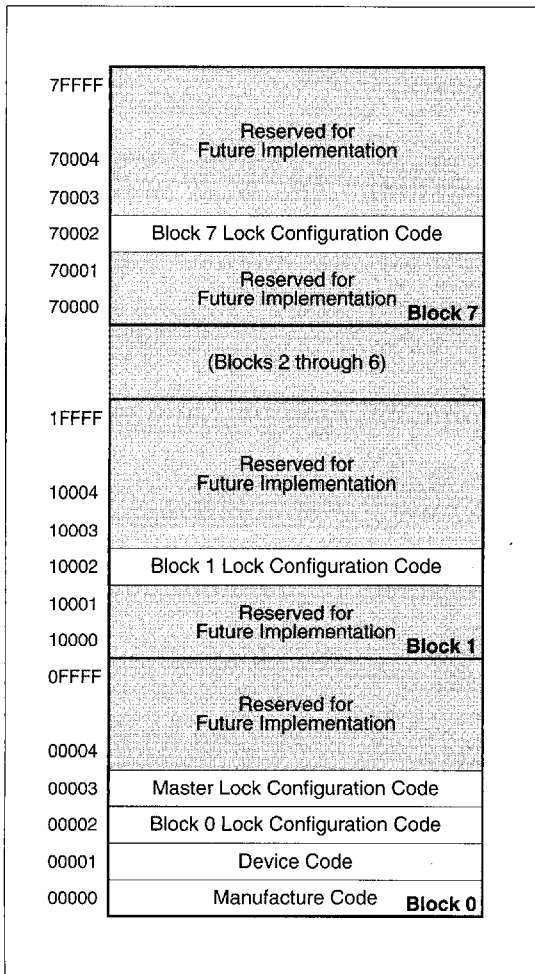 7FFFF
Reserved for
Future Implementation
70004
70003
70002 Block 7 Lock Configuration Code
70001
Reserved for
Future Implementation
70000
Block 7
(Blocks 2 through 6)
1FFFF
Reserved for
Future Implementation
10004
10003
10002 Block 1 Lock Configuration Code
10001
Reserved for
Future Implementation
10000
Block 1
0FFFF
Reserved for
Future Implementation
00004
00003 Master Lock Configuration Code
00002 Block 0 Lock Configuration Code
00001 Device Code
00000 Manufacture Code Block 0